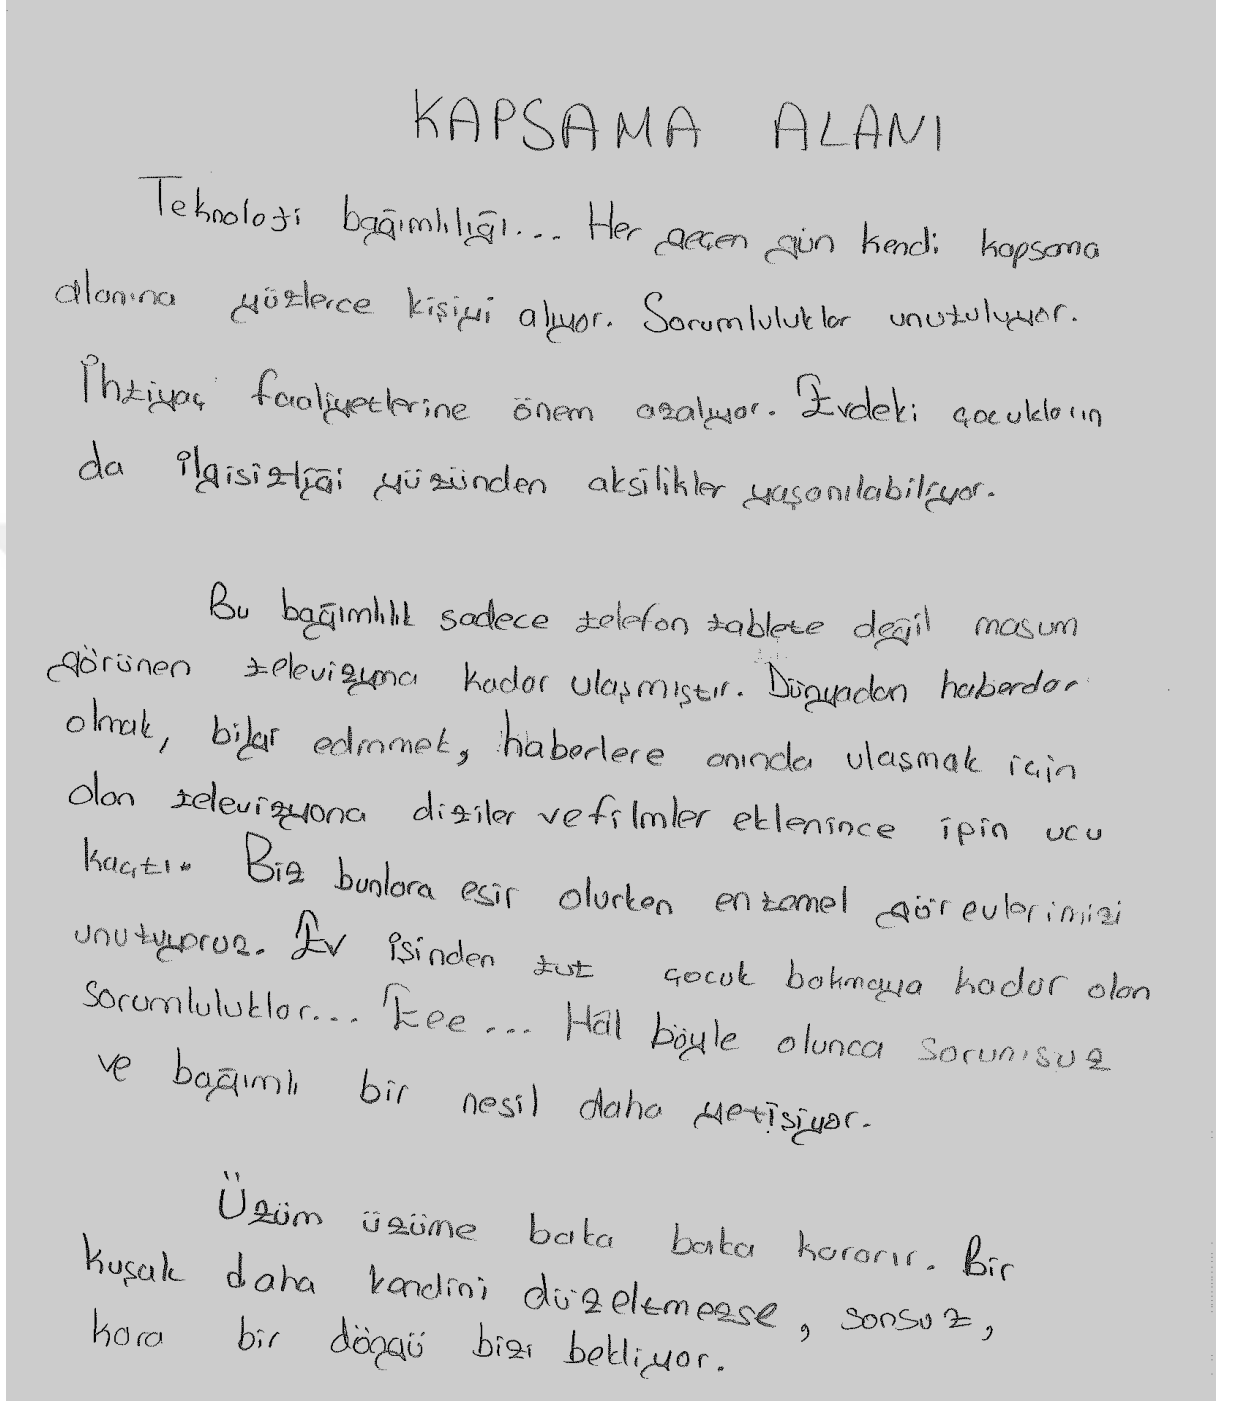 KAPSAMA ALANI
Teknoloji bağımlılığı... Her geçen gün kendi kapsama
alanına yüzlerce kişiyi alıyor. Sorumluluklar unutuluyor.
İhtiyaç faaliyetlerine önem azalıyor. Evdeki çocukların
da ilgisizliği yüzünden aksilikler yaşanılabiliyor.
Bu bağımlılık sadece telefon tablete değil masum
görünen televizyona kadar ulaşmıştır. Dünyadan haberdar
olmak, bilgi edinmek, haberlere anında ulaşmak için
olan televizyona diziler ve filmler eklenince ipin ucu
kaçtı. Biz bunlara esir olurken en temel görevlerimizi
unutuyoruz. Ev işinden tut çocuk bakmaya kadar olan
sorumluluklar... Eee... Hâl böyle olunca sorumsuz
ve bağımlı bir nesil daha yetişiyor.
Üzüm üzüme baka baka kararır. Bir
kuşak daha kendini düzeltmezse, sonsuz,
kara bir döngü bizi bekliyor.